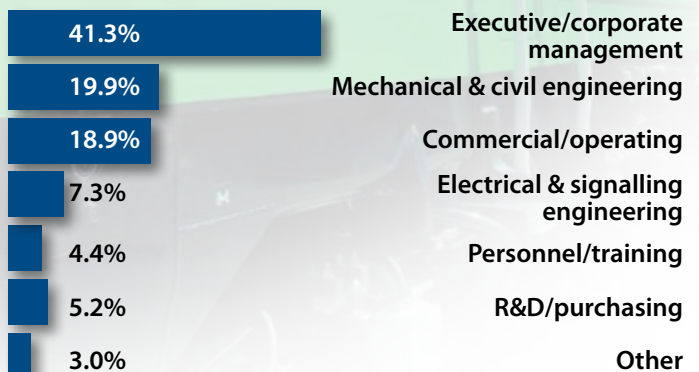 41.3% Executive/corporate
management
19.9% Mechanical & civil engineering
18.9% Commercial/operating
7.3% Electrical & signalling
engineering
4.4% Personnel/training
5.2% R&D/purchasing
3.0% Other